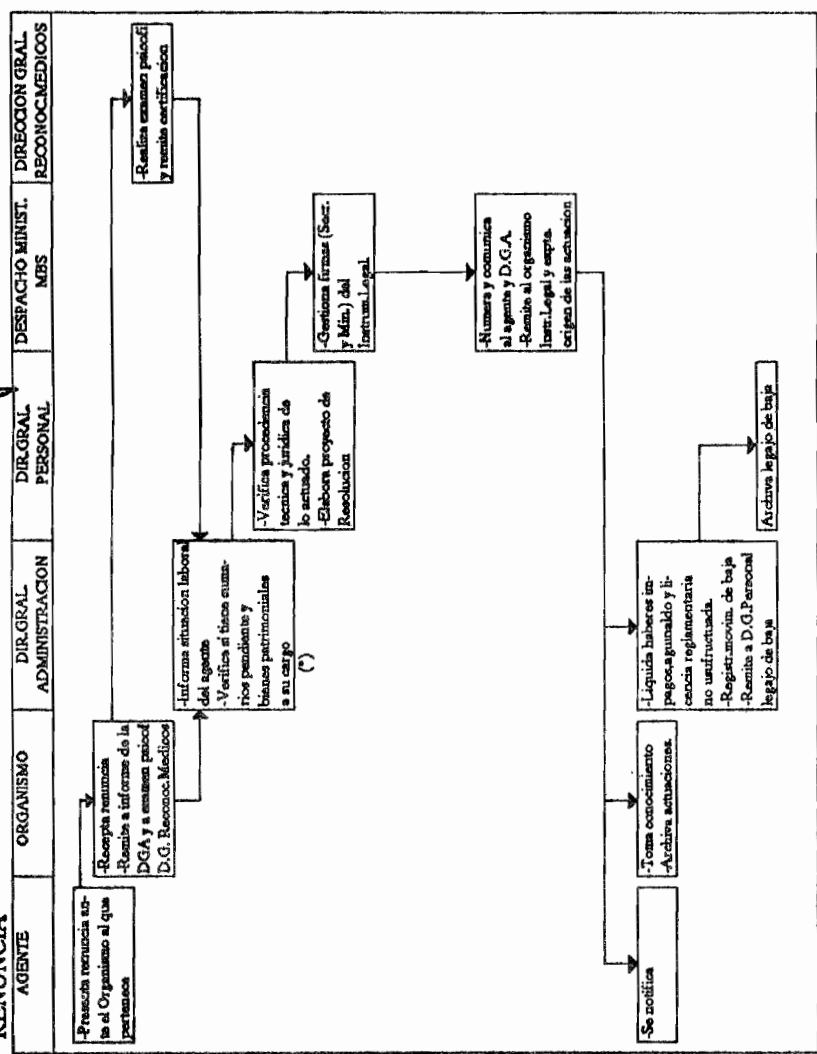 RENUNCIA
AGENTE
ORGANISMO
DIR.GRAL
ADMINISTRACION
DIR.GRAL
PERSONAL
DESPACHO MINIST.
MBS
DIRECCION GRAL
RECONOC.MEDICOS
-Presenta renuncia an-
te el Organismo al que
pertenece
-Recepta renuncia
-Remite a informe de la
DGA y a examen psicof
D.G. Reconoc.Medicos
-Realiza examen psicofi
y remite certificacion
-Informa situacion laboral
del agente
-Verifica si tiene suma-
rios pendiente y
bienes patrimoniales
a su cargo
(*)
-Verifica procedencia
tecnica y juridica de
lo actuado.
-Elabora proyecto de
Resolucion
-Gestiona firmas (Secr.
y Min.) del
Instrum.Legal
-Numera y comunica
al agente y D.G.A.
-Remite al organismo
Instr.Legal y expte.
origen de las actuacion
-Se notifica
-Toma conocimiento
-Archiva actuaciones.
-Liquida haberes im-
pagos,aguinaldo y li-
cencia reglamentaria
no usufructuada.
-Registr.movim. de baja
-Remite a D.G.Personal
legajo de baja
Archiva legajo de baja